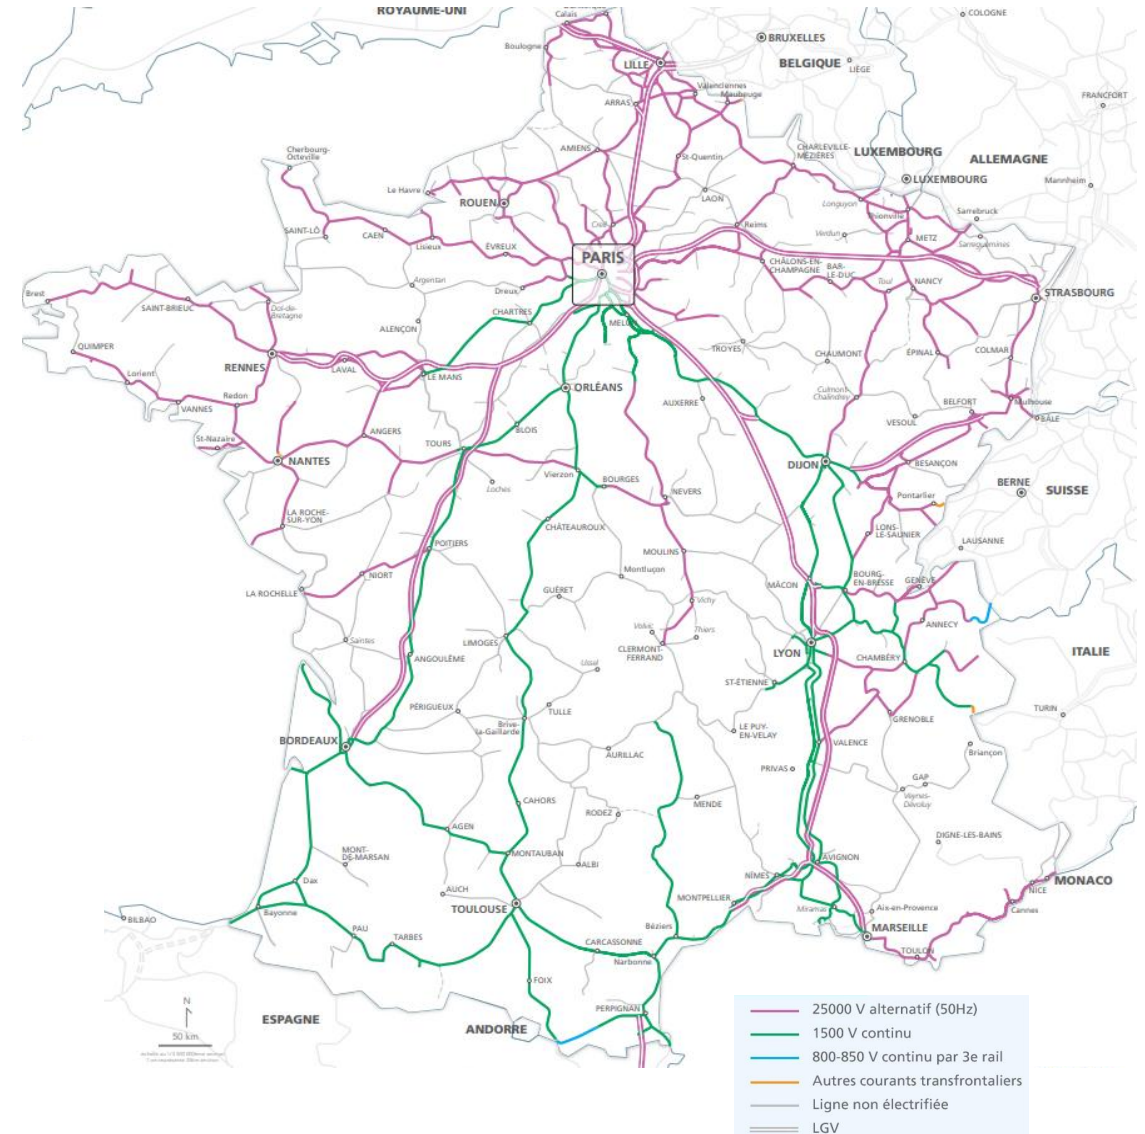 ROYAUME-UNI
Calais
COLOGNE
BRUXELLES
Boulogne
LILLE
BELGIQUE
LIÈGE
Valenciennes
Maubeuge
FRANCFORT
ARRAS
Cherbourg-
Octeville
AMIENS
St-Quentin
CHARLEVILLE-
MÉZIÈRES
LUXEMBOURG
ALLEMAGNE
LUXEMBOURG
Mannheim
Le Havre
ROUEN
LAON
Longuyon
Thionville
Sarrebruck
SAINT-LÔ
CAEN
Lisieux
Creil
Reims
Verdun
METZ
Sarreguemines
ÉVREUX
PARIS
CHÂLONS-EN-
CHAMPAGNE
BAR-
LE-DUC
Toul
NANCY
Argentan
Dreux
Brest
SAINT-BRIEUC
Dol-de-
Bretagne
STRASBOURG
CHARTRES
MELUN
ALENÇON
TROYES
CHAUMONT
ÉPINAL
COLMAR
QUIMPER
RENNES
LAVAL
LE MANS
Lorient
ORLÉANS
Culmont-
Chalindrey
Redon
VANNES
AUXERRE
BELFORT
Mulhouse
BÂLE
VESOUL
St-Nazaire
ANGERS
TOURS
BLOIS
NANTES
DIJON
BESANÇON
Vierzon
BOURGES
Loches
NEVERS
Pontarlier
BERNE
SUISSE
LA ROCHE-
SUR-YON
CHÂTEAUROUX
LONS-
LE-SAUNIER
LAUSANNE
POITIERS
MOULINS
NIORT
Montluçon
MÂCON
BOURG-
EN-BRESSE
GENÈVE
LA ROCHELLE
GUÉRET
Vichy
ANNECY
Saintes
LIMOGES
Volvic
Thiers
CLERMONT-
FERRAND
LYON
CHAMBÉRY
ITALIE
ANGOULÊME
Ussel
ST-ÉTIENNE
PÉRIGUEUX
TULLE
Brive-
la-Gaillarde
GRENOBLE
TURIN
BORDEAUX
AURILLAC
LE PUY-
EN-VELAY
VALENCE
Briançon
PRIVAS
GAP
Veynes-
Dévoluy
CAHORS
MENDE
RODEZ
AGEN
DIGNE-LES-BAINS
MONT-
DE-MARSAN
MONTAUBAN
ALBI
AVIGNON
NÎMES
Dax
AUCH
MONTPELLIER
MONACO
NICE
TOULOUSE
Miramas
Aix-en-Provence
Cannes
BILBAO
Bayonne
PAU
TARBES
Béziers
MARSEILLE
CARCASSONNE
TOULON
Narbonne
FOIX
N
50 km
ESPAGNE
ANDORRE
PERPIGNAN
25000 V alternatif (50Hz)
1500 V continu
800-850 V continu par 3e rail
Autres courants transfrontaliers
Ligne non électrifiée
LGV